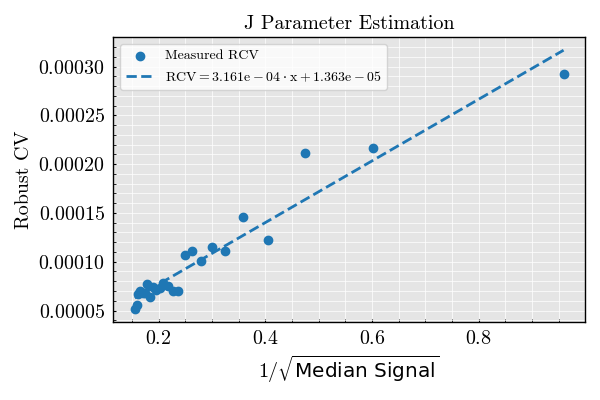 J Parameter Estimation
Measured RCV
RCV = 3.161e − 04 · x + 1.363e − 05
Robust CV
0.00030
0.00025
0.00020
0.00015
0.00010
0.00005
0.2 0.4 0.6 0.8
1/√Median Signal